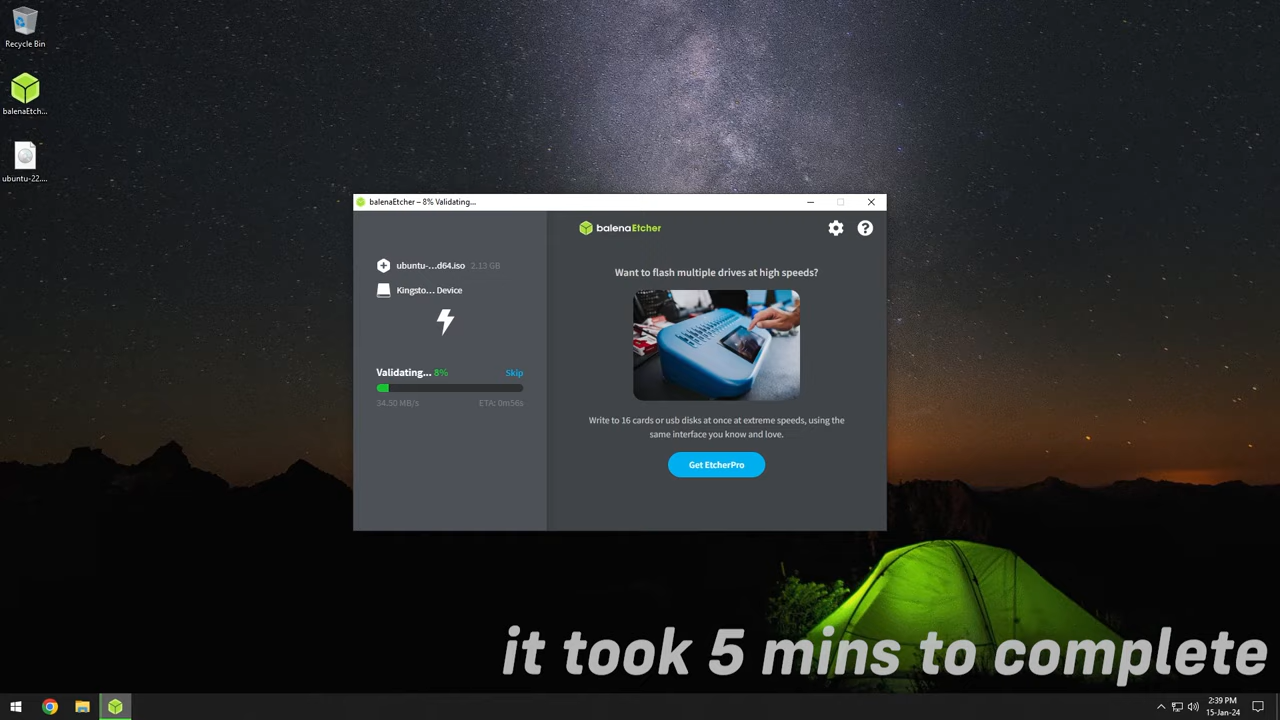 Recycle Bin
balenaEtch...
ubuntu-22....
balenaEtcher – 8% Validating...
balenaEtcher
ubuntu-...d64.iso 2.13 GB
Kingsto... Device
Validating... 8% Skip
34.50 MB/s ETA: 0m56s
Want to flash multiple drives at high speeds?
Write to 16 cards or usb disks at once at extreme speeds, using the
same interface you know and love.
Get EtcherPro
it took 5 mins to complete
2:39 PM
15-Jan-24